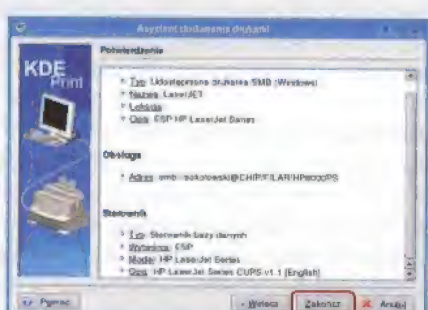 Asystent dodawania drukarki
Potwierdzenie
KDE
Print
Typ: Udostępniona drukarka SMB (Windows)
Nazwa: LaserJET
Lokacja:
Opis: ESP HP LaserJet Series
Obsługa
Adres: smb://sokolowski@CHIP/FILAR/HP8000PS
Sterownik
Typ: Sterownik bazy danych
Wytwórca: ESP
Model: HP LaserJet Series
Opis: HP LaserJet Series CUPS v1.1 [English]
Pomoc
Wstecz
Zakończ
Anuluj